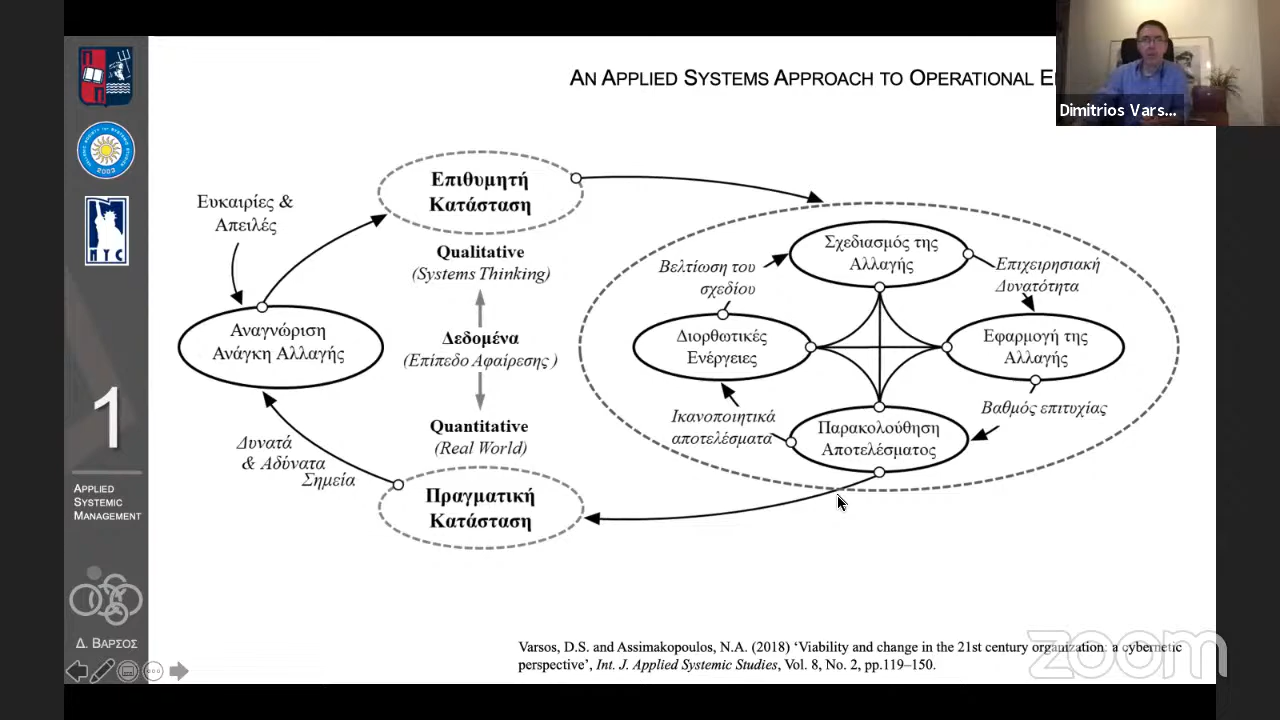 AN APPLIED SYSTEMS APPROACH TO OPERATIONAL E
Dimitrios Vars...
Επιθυμητή
Κατάσταση
Ευκαιρίες &
Απειλές
Qualitative
(Systems Thinking)
Δεδομένα
(Επίπεδο Αφαίρεσης )
Quantitative
(Real World)
Αναγνώριση
Ανάγκη Αλλαγής
Δυνατά
& Αδύνατα
Σημεία
Πραγματική
Κατάσταση
Σχεδιασμός της
Αλλαγής
Επιχειρησιακή
Δυνατότητα
Εφαρμογή της
Αλλαγής
Βαθμός επιτυχίας
Παρακολούθηση
Αποτελέσματος
Ικανοποιητικά
αποτελέσματα
Διορθωτικές
Ενέργειες
Βελτίωση του
σχεδίου
2002
NYC
1
APPLIED
SYSTEMIC
MANAGEMENT
Δ. ΒΑΡΣΟΣ
Varsos, D.S. and Assimakopoulos, N.A. (2018) ‘Viability and change in the 21st century organization: a cybernetic
perspective’, Int. J. Applied Systemic Studies, Vol. 8, No. 2, pp.119–150.
zoom